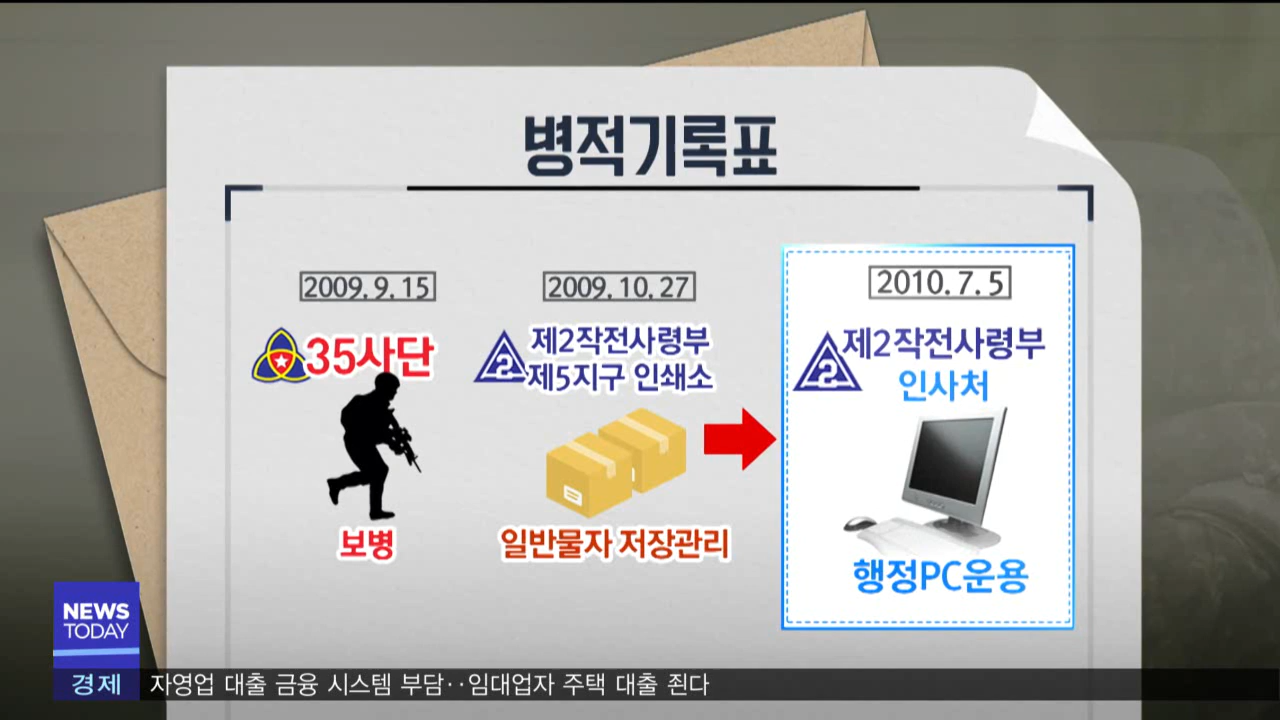 병적기록표
2009.9.15
35사단
보병
2009.10.27
2
제2작전사령부
제5지구 인쇄소
일반물자 저장관리
2010.7.5
2
제2작전사령부
인사처
행정PC운용
NEWS
TODAY
경제
자영업 대출 금융 시스템 부담‥임대업자 주택 대출 죈다